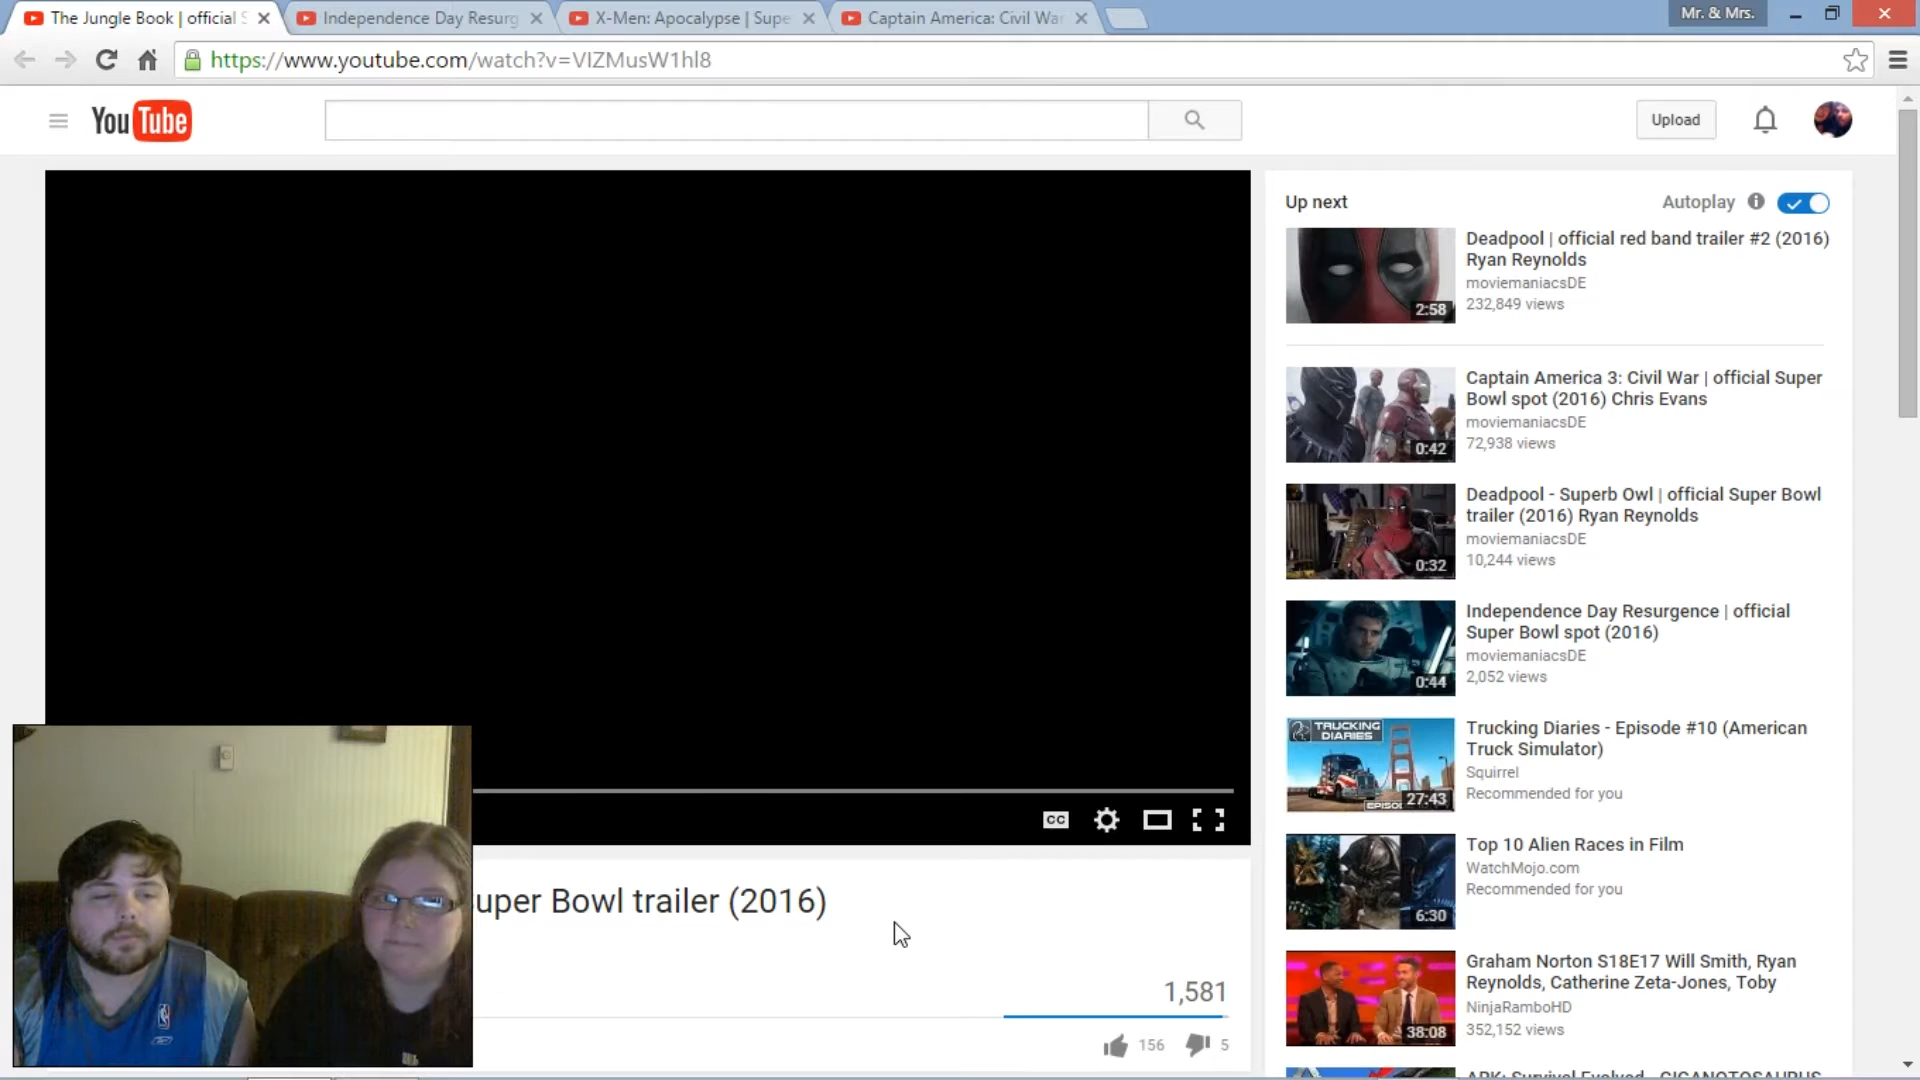 The Jungle Book | official S
Independence Day Resurg
X-Men: Apocalypse | Supe
Captain America: Civil War
Mr. & Mrs.
https://www.youtube.com/watch?v=VIZMusW1hl8
YouTube
Upload
Up next
Autoplay
Deadpool | official red band trailer #2 (2016)
Ryan Reynolds
moviemaniacsDE
232,849 views
2:58
Captain America 3: Civil War | official Super
Bowl spot (2016) Chris Evans
moviemaniacsDE
72,938 views
0:42
Deadpool - Superb Owl | official Super Bowl
trailer (2016) Ryan Reynolds
moviemaniacsDE
10,244 views
0:32
Independence Day Resurgence | official
Super Bowl spot (2016)
moviemaniacsDE
2,052 views
0:44
TRUCKING
DIARIES
Trucking Diaries - Episode #10 (American
Truck Simulator)
Squirrel
Recommended for you
27:43
Top 10 Alien Races in Film
WatchMojo.com
Recommended for you
6:30
Graham Norton S18E17 Will Smith, Ryan
Reynolds, Catherine Zeta-Jones, Toby
NinjaRamboHD
352,152 views
38:08
ARK: Survival Evolved - GIGANOTOSAURUS
CC
uper Bowl trailer (2016)
1,581
156
5